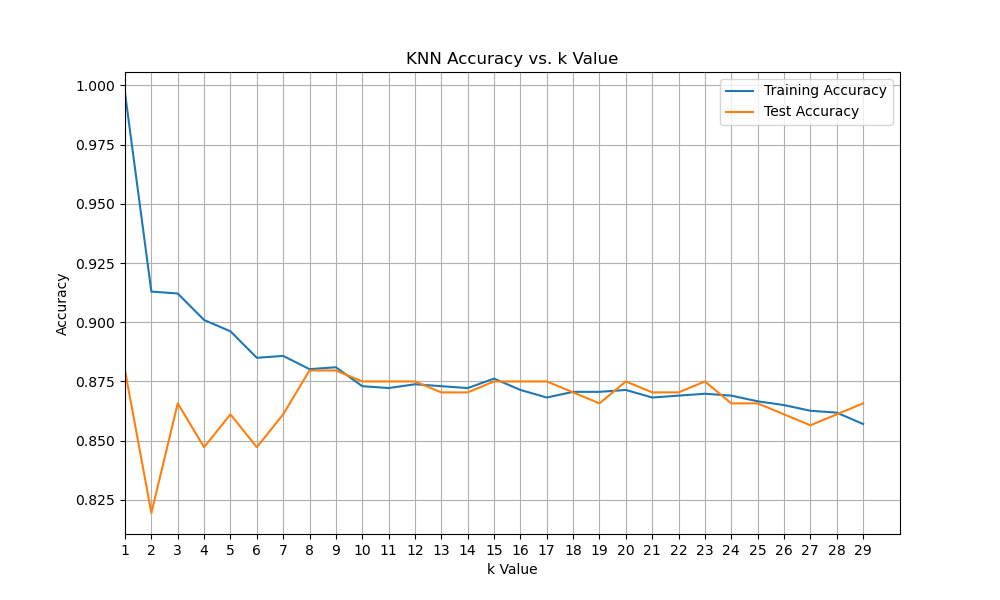 KNN Accuracy vs. k Value
Training Accuracy
Test Accuracy
Accuracy
1.000
0.975
0.950
0.925
0.900
0.875
0.850
0.825
1 2 3 4 5 6 7 8 9 10 11 12 13 14 15 16 17 18 19 20 21 22 23 24 25 26 27 28 29
k Value